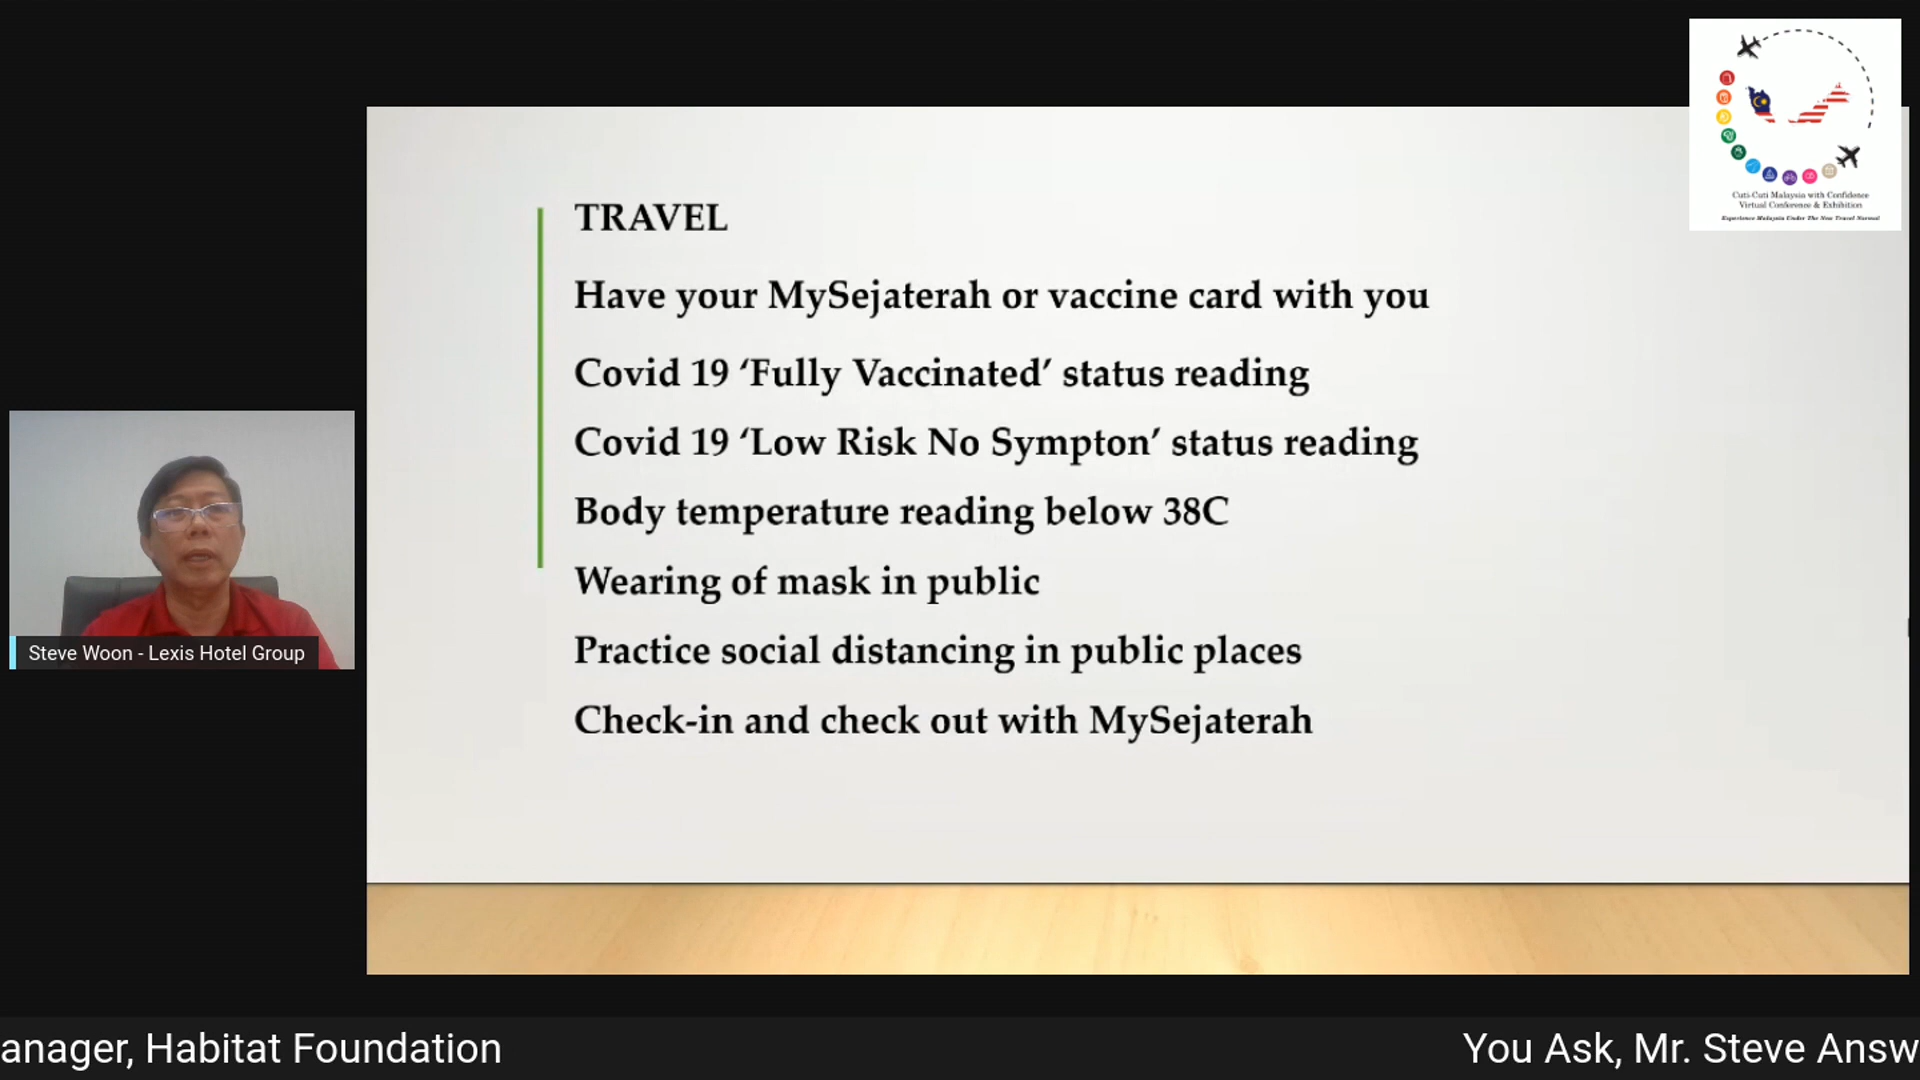 Cuti-Cuti Malaysia with Confidence
Virtual Conference & Exhibition
Experience Malaysia Under The New Travel Normal
TRAVEL
Have your MySejaterah or vaccine card with you
Covid 19 ‘Fully Vaccinated’ status reading
Covid 19 ‘Low Risk No Sympton’ status reading
Body temperature reading below 38C
Wearing of mask in public
Practice social distancing in public places
Check-in and check out with MySejaterah
Steve Woon - Lexis Hotel Group
anager, Habitat Foundation
You Ask, Mr. Steve Answ